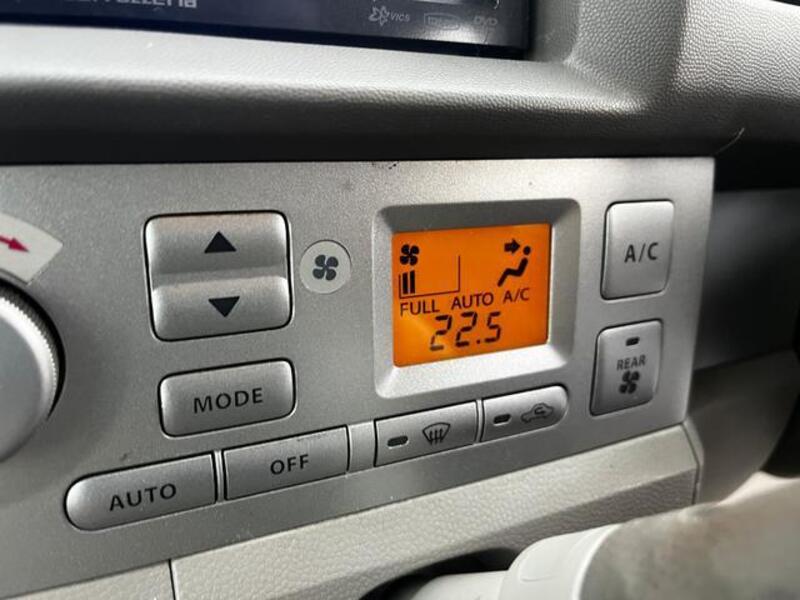 VICS
DVD
FULL AUTO A/C
22.5
A/C
REAR
MODE
AUTO
OFF